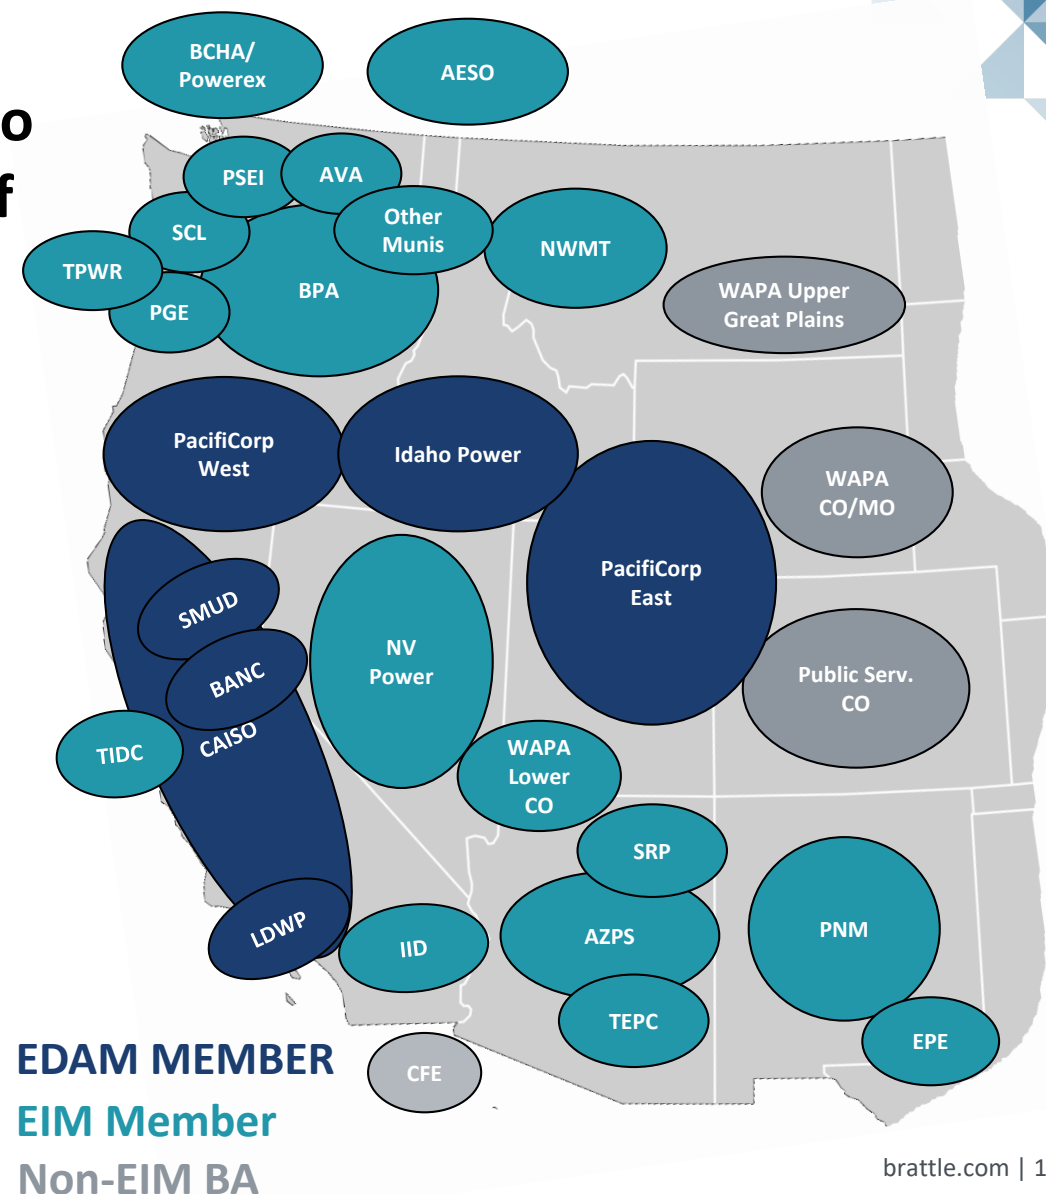 BCHA/
Powerex
AESO
o
f
PSEI
AVA
Other
Munis
SCL
NWMT
TPWR
BPA
PGE
WAPA Upper
Great Plains
PacifiCorp
West
Idaho Power
WAPA
CO/MO
PacifiCorp
East
SMUD
NV
Power
BANC
Public Serv.
CO
CAISO
TIDC
WAPA
Lower
CO
SRP
LDWP
IID
AZPS
PNM
TEPC
EPE
CFE
EDAM MEMBER
EIM Member
Non-EIM BA
brattle.com | 1